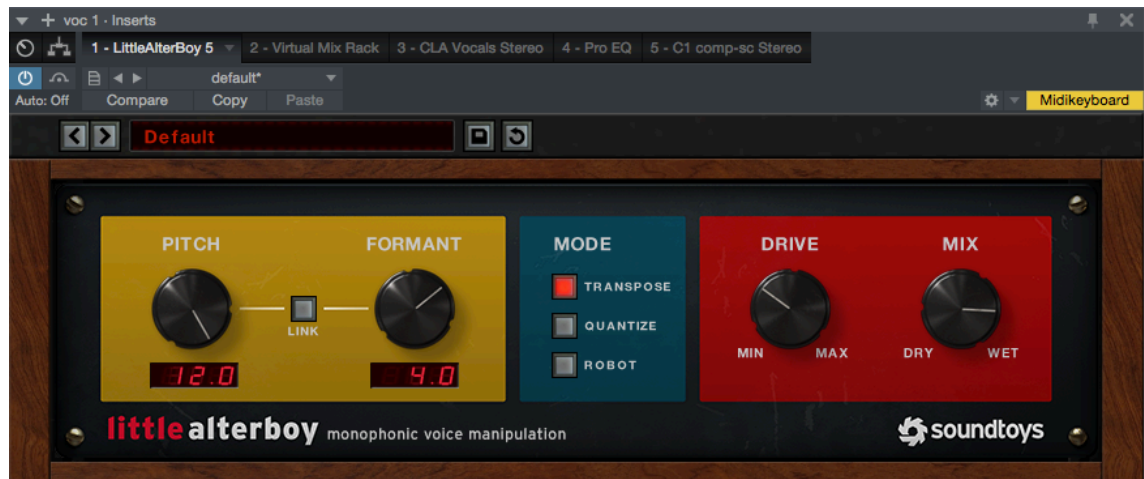 voc 1 · Inserts
1 - LittleAlterBoy 5 2 - Virtual Mix Rack 3 - CLA Vocals Stereo 4 - Pro EQ 5 - C1 comp-sc Stereo
default*
Auto: Off Compare Copy Paste Midikeyboard
Default
PITCH FORMANT MODE DRIVE MIX
TRANSPOSE
LINK QUANTIZE
MIN MAX DRY WET
ROBOT
12.0 4.0
little alterboy monophonic voice manipulation soundtoys